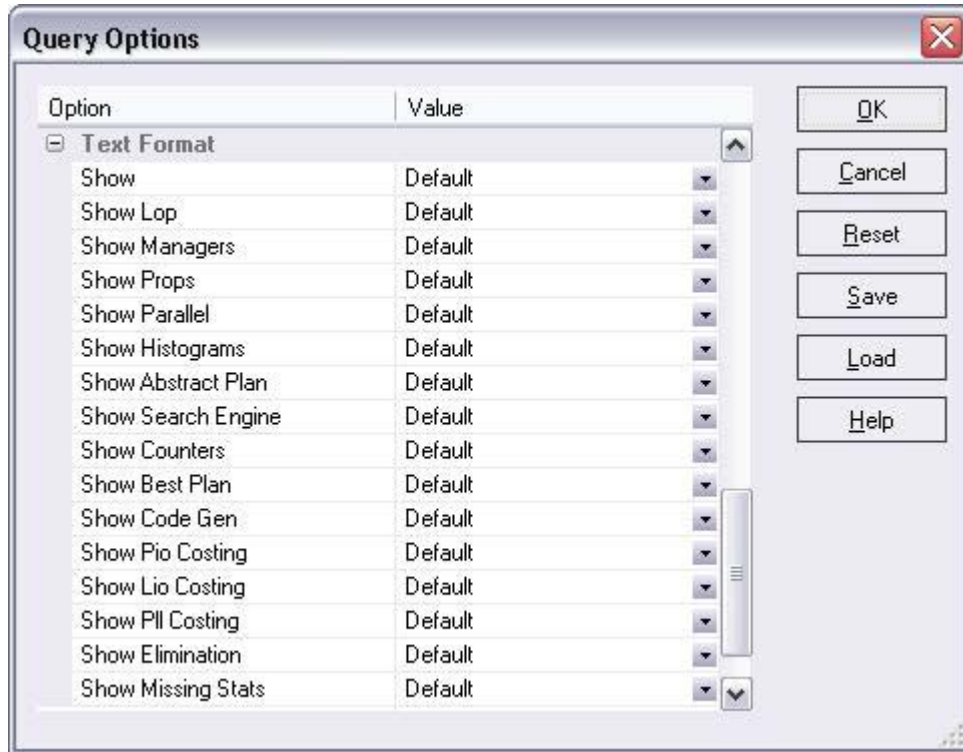 Query Options
Option Value
Text Format
Show Default
Show Lop Default
Show Managers Default
Show Props Default
Show Parallel Default
Show Histograms Default
Show Abstract Plan Default
Show Search Engine Default
Show Counters Default
Show Best Plan Default
Show Code Gen Default
Show Pio Costing Default
Show Lio Costing Default
Show Pll Costing Default
Show Elimination Default
Show Missing Stats Default
OK
Cancel
Reset
Save
Load
Help